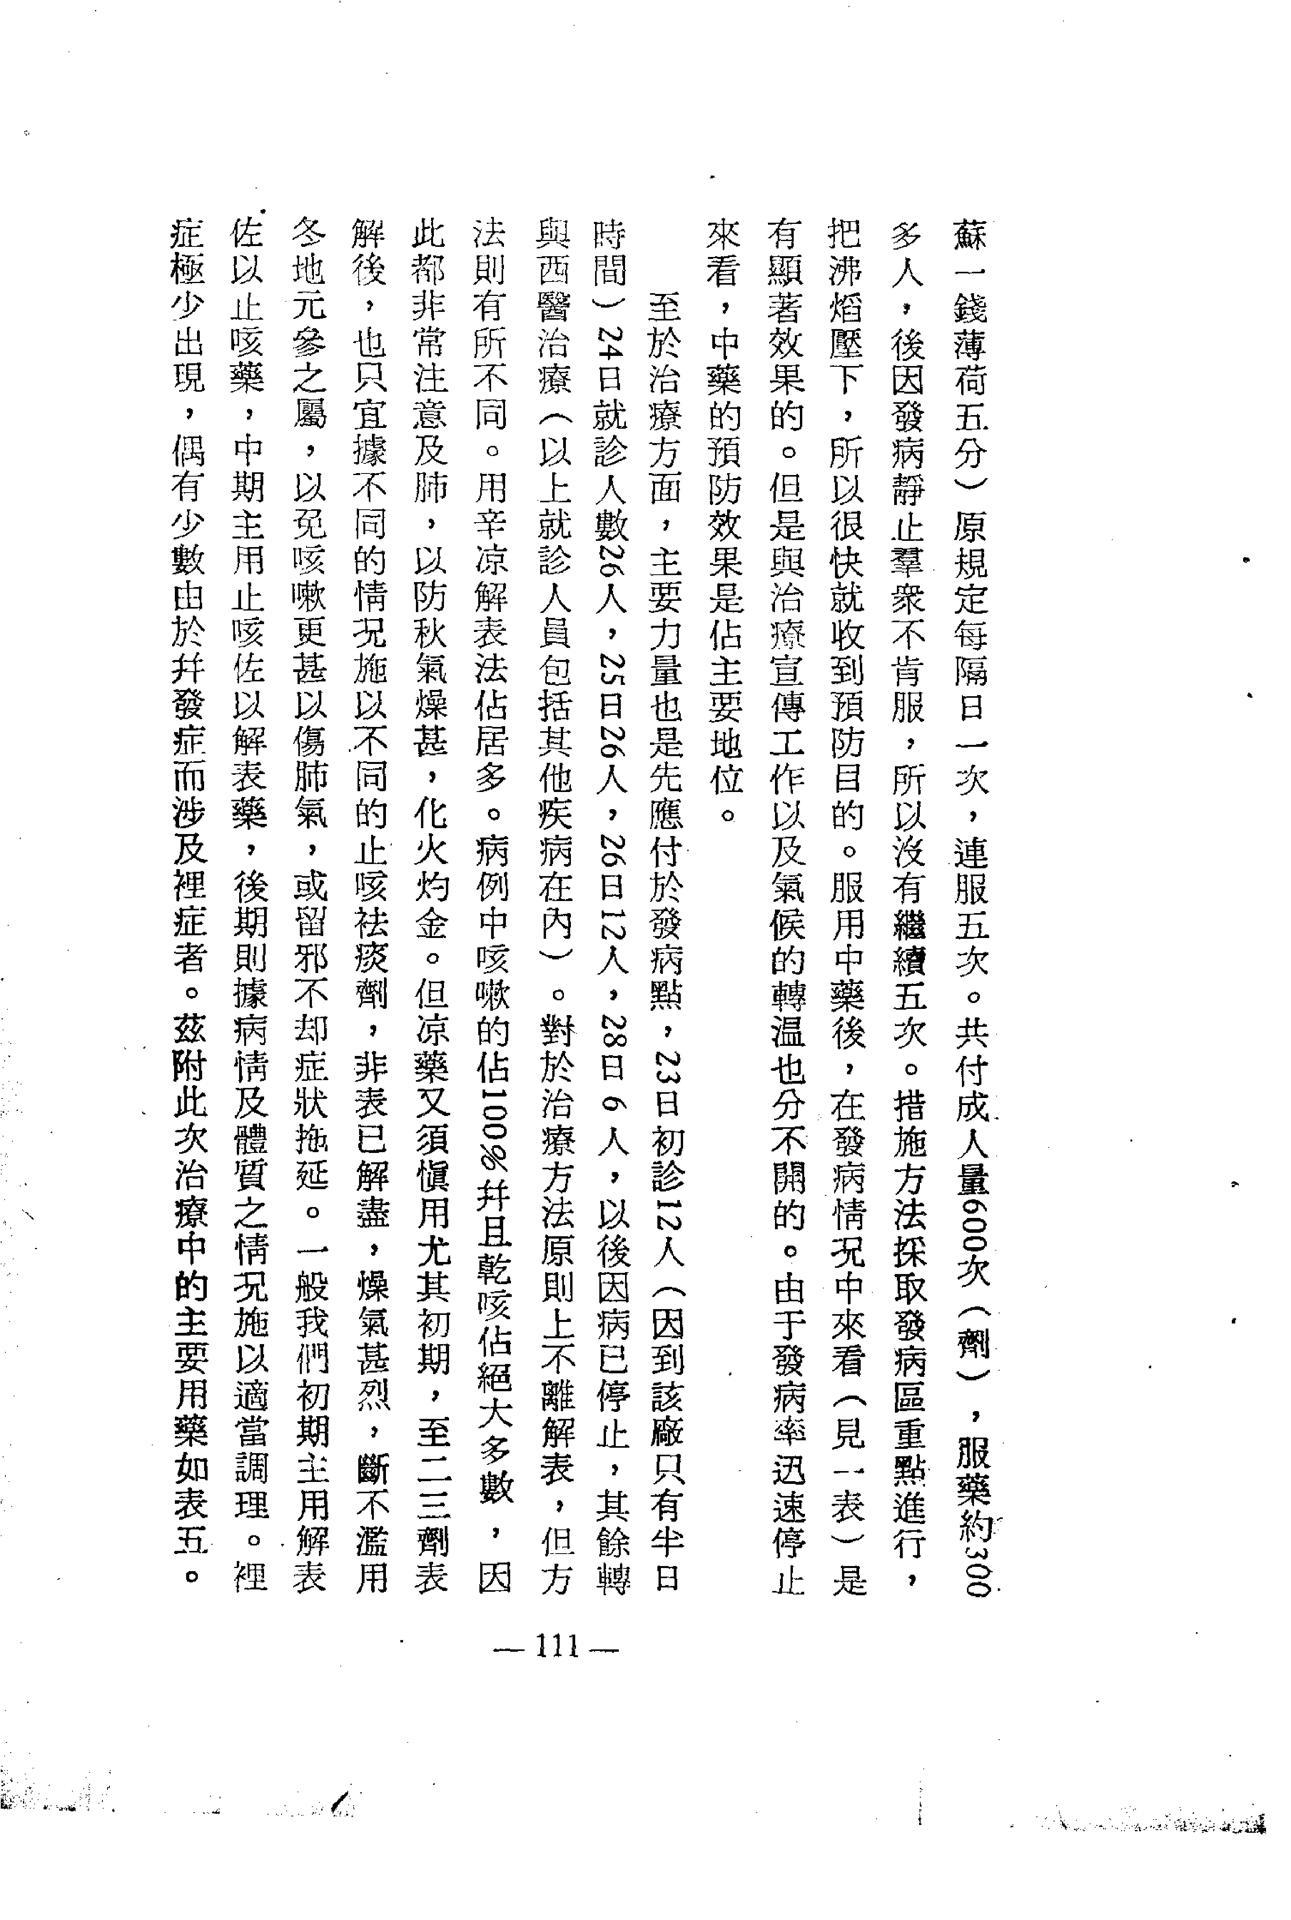 蘇一錢薄荷五分）原規定每隔日一次，連服五次。共付成人量600次（劑），服藥約300
多人，後因發病靜止羣衆不肯服，所以沒有繼續五次。措施方法採取發病區重點進行，
把沸熖壓下，所以很快就收到預防目的。服用中藥後，在發病情况中來看（見一表）是
有顯著效果的。但是與治療宣傳工作以及氣候的轉温也分不開的。由于發病率迅速停止
來看，中藥的預防效果是佔主要地位。
至於治療方面，主要力量也是先應付於發病點，23日初診12人（因到該廠只有半日
時間）24日就診人數26人，25日26人，26日12人，28日6人，以後因病已停止，其餘轉
與西醫治療（以上就診人員包括其他疾病在內）。對於治療方法原則上不離解表，但方
法則有所不同。用辛凉解表法佔居多。病例中咳嗽的佔100%幷且乾咳佔絕大多數，因
此都非常注意及肺，以防秋氣燥甚，化火灼金。但凉藥又須慎用尤其初期，至二三劑表
解後，也只宜據不同的情况施以不同的止咳祛痰劑，非表已解盡，燥氣甚烈，斷不濫用
冬地元參之屬，以免咳嗽更甚以傷肺氣，或留邪不却症狀拖延。一般我們初期主用解表
佐以止咳藥，中期主用止咳佐以解表藥，後期則據病情及體質之情况施以適當調理。裡
症極少出現，偶有少數由於幷發症而涉及裡症者。茲附此次治療中的主要用藥如表五。
— 111 —